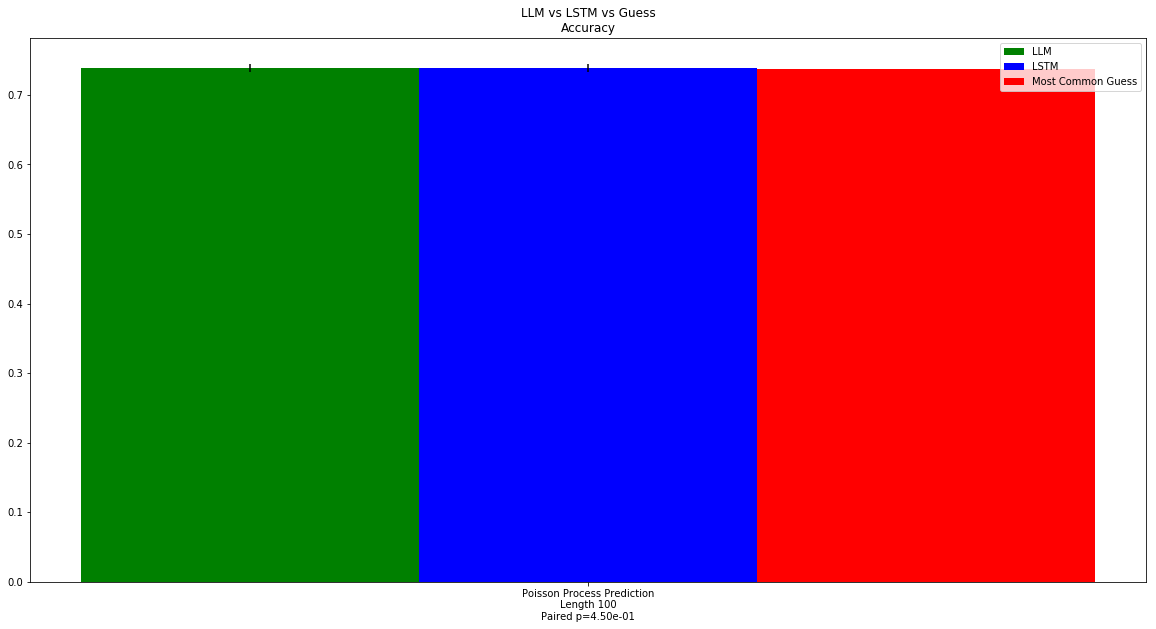 LLM vs LSTM vs Guess
Accuracy
LLM
LSTM
Most Common Guess
0.7
0.6
0.5
0.4
0.3
0.2
0.1
0.0
Poisson Process Prediction
Length 100
Paired p=4.50e-01